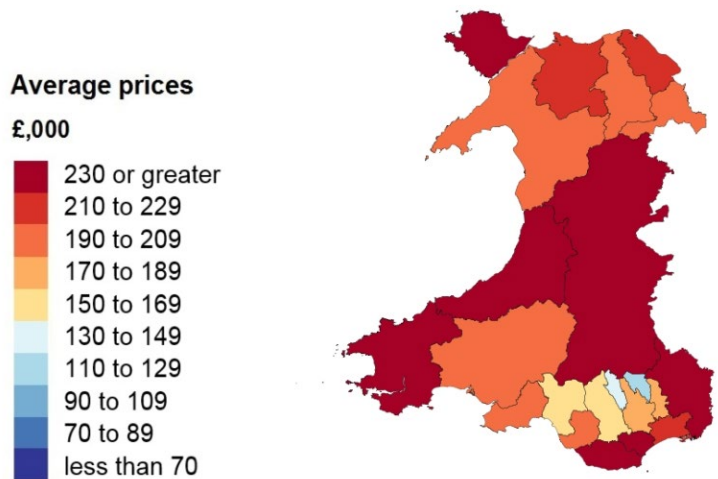 Average prices
£,000
230 or greater
210 to 229
190 to 209
170 to 189
150 to 169
130 to 149
110 to 129
90 to 109
70 to 89
less than 70